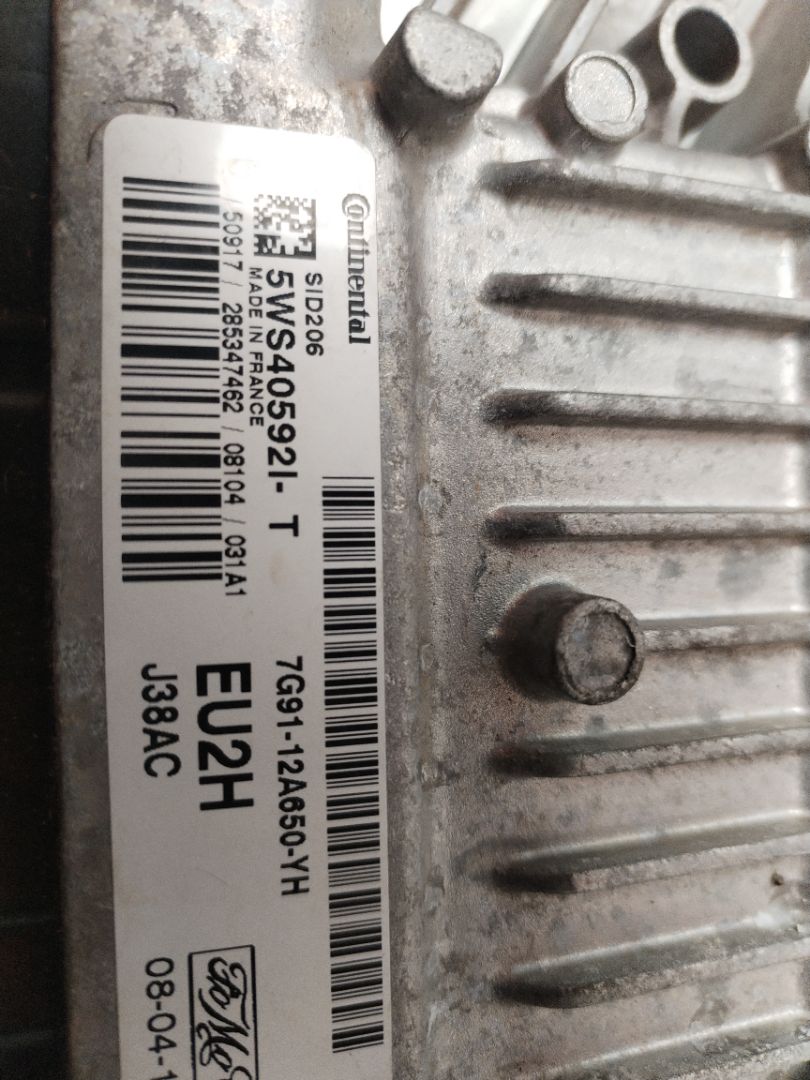 Continental
SID206
5WS40592I- T
MADE IN FRANCE
50917 / 285347462 / 08104 / 031A1
7G91-12A650-YH
EU2H
J38AC
08-04-1